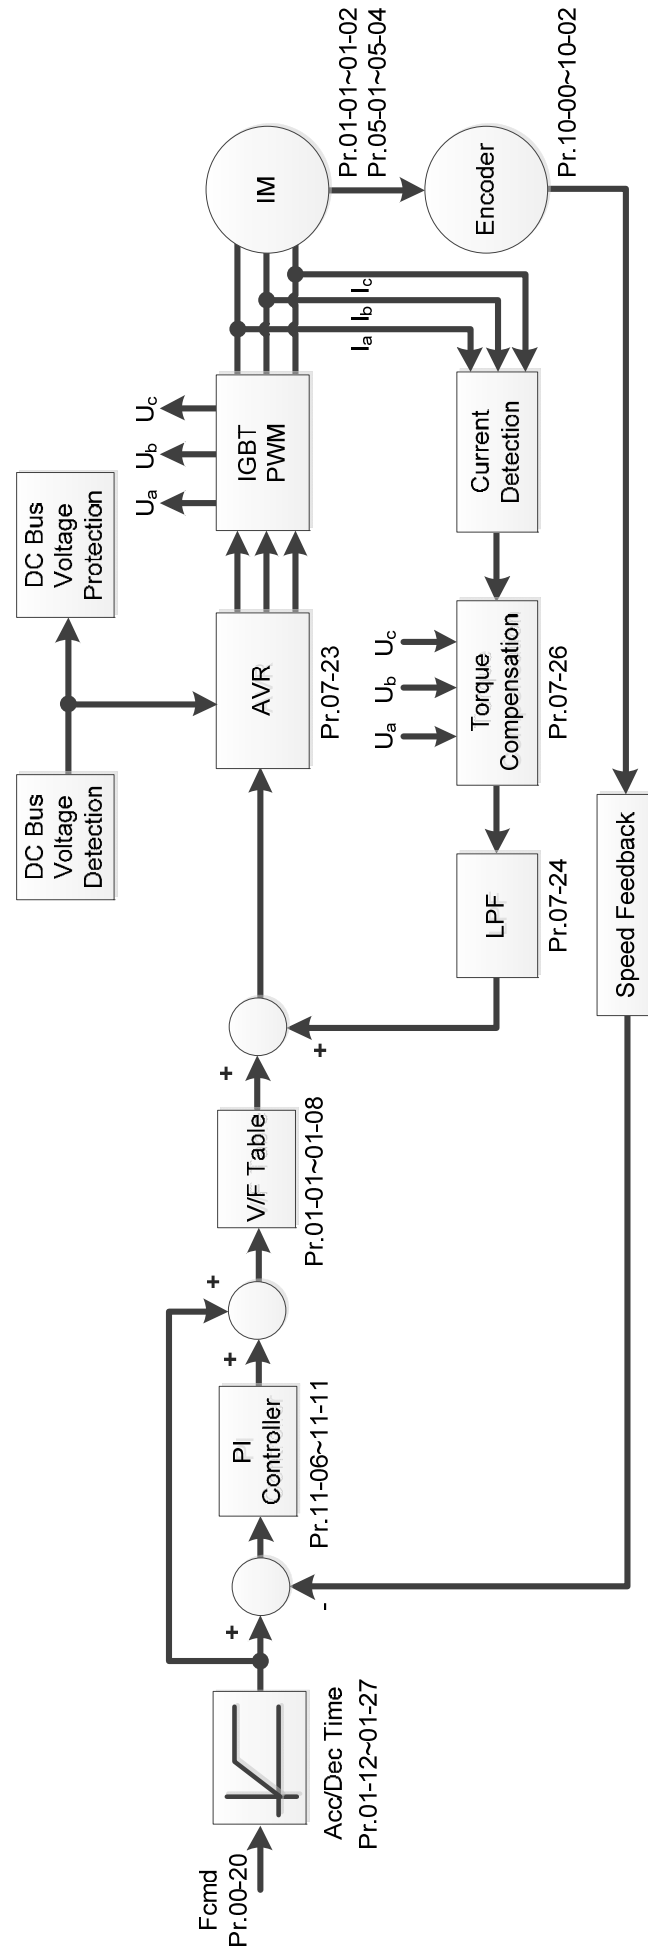 DC Bus
Voltage
Detection
DC Bus
Voltage
Protection
Ua
Ub
Uc
Fcmd
Pr.00-20
Acc/Dec Time
Pr.01-12~01-27
+
-
PI
Controller
Pr.11-06~11-11
+
+
V/F Table
Pr.01-01~01-08
+
+
AVR
Pr.07-23
IGBT
PWM
IM
Pr.01-01~01-02
Pr.05-01~05-04
Ia
Ib
Ic
LPF
Pr.07-24
Ua
Ub
Uc
Torque
Compensation
Pr.07-26
Current
Detection
Encoder
Pr.10-00~10-02
Speed Feedback